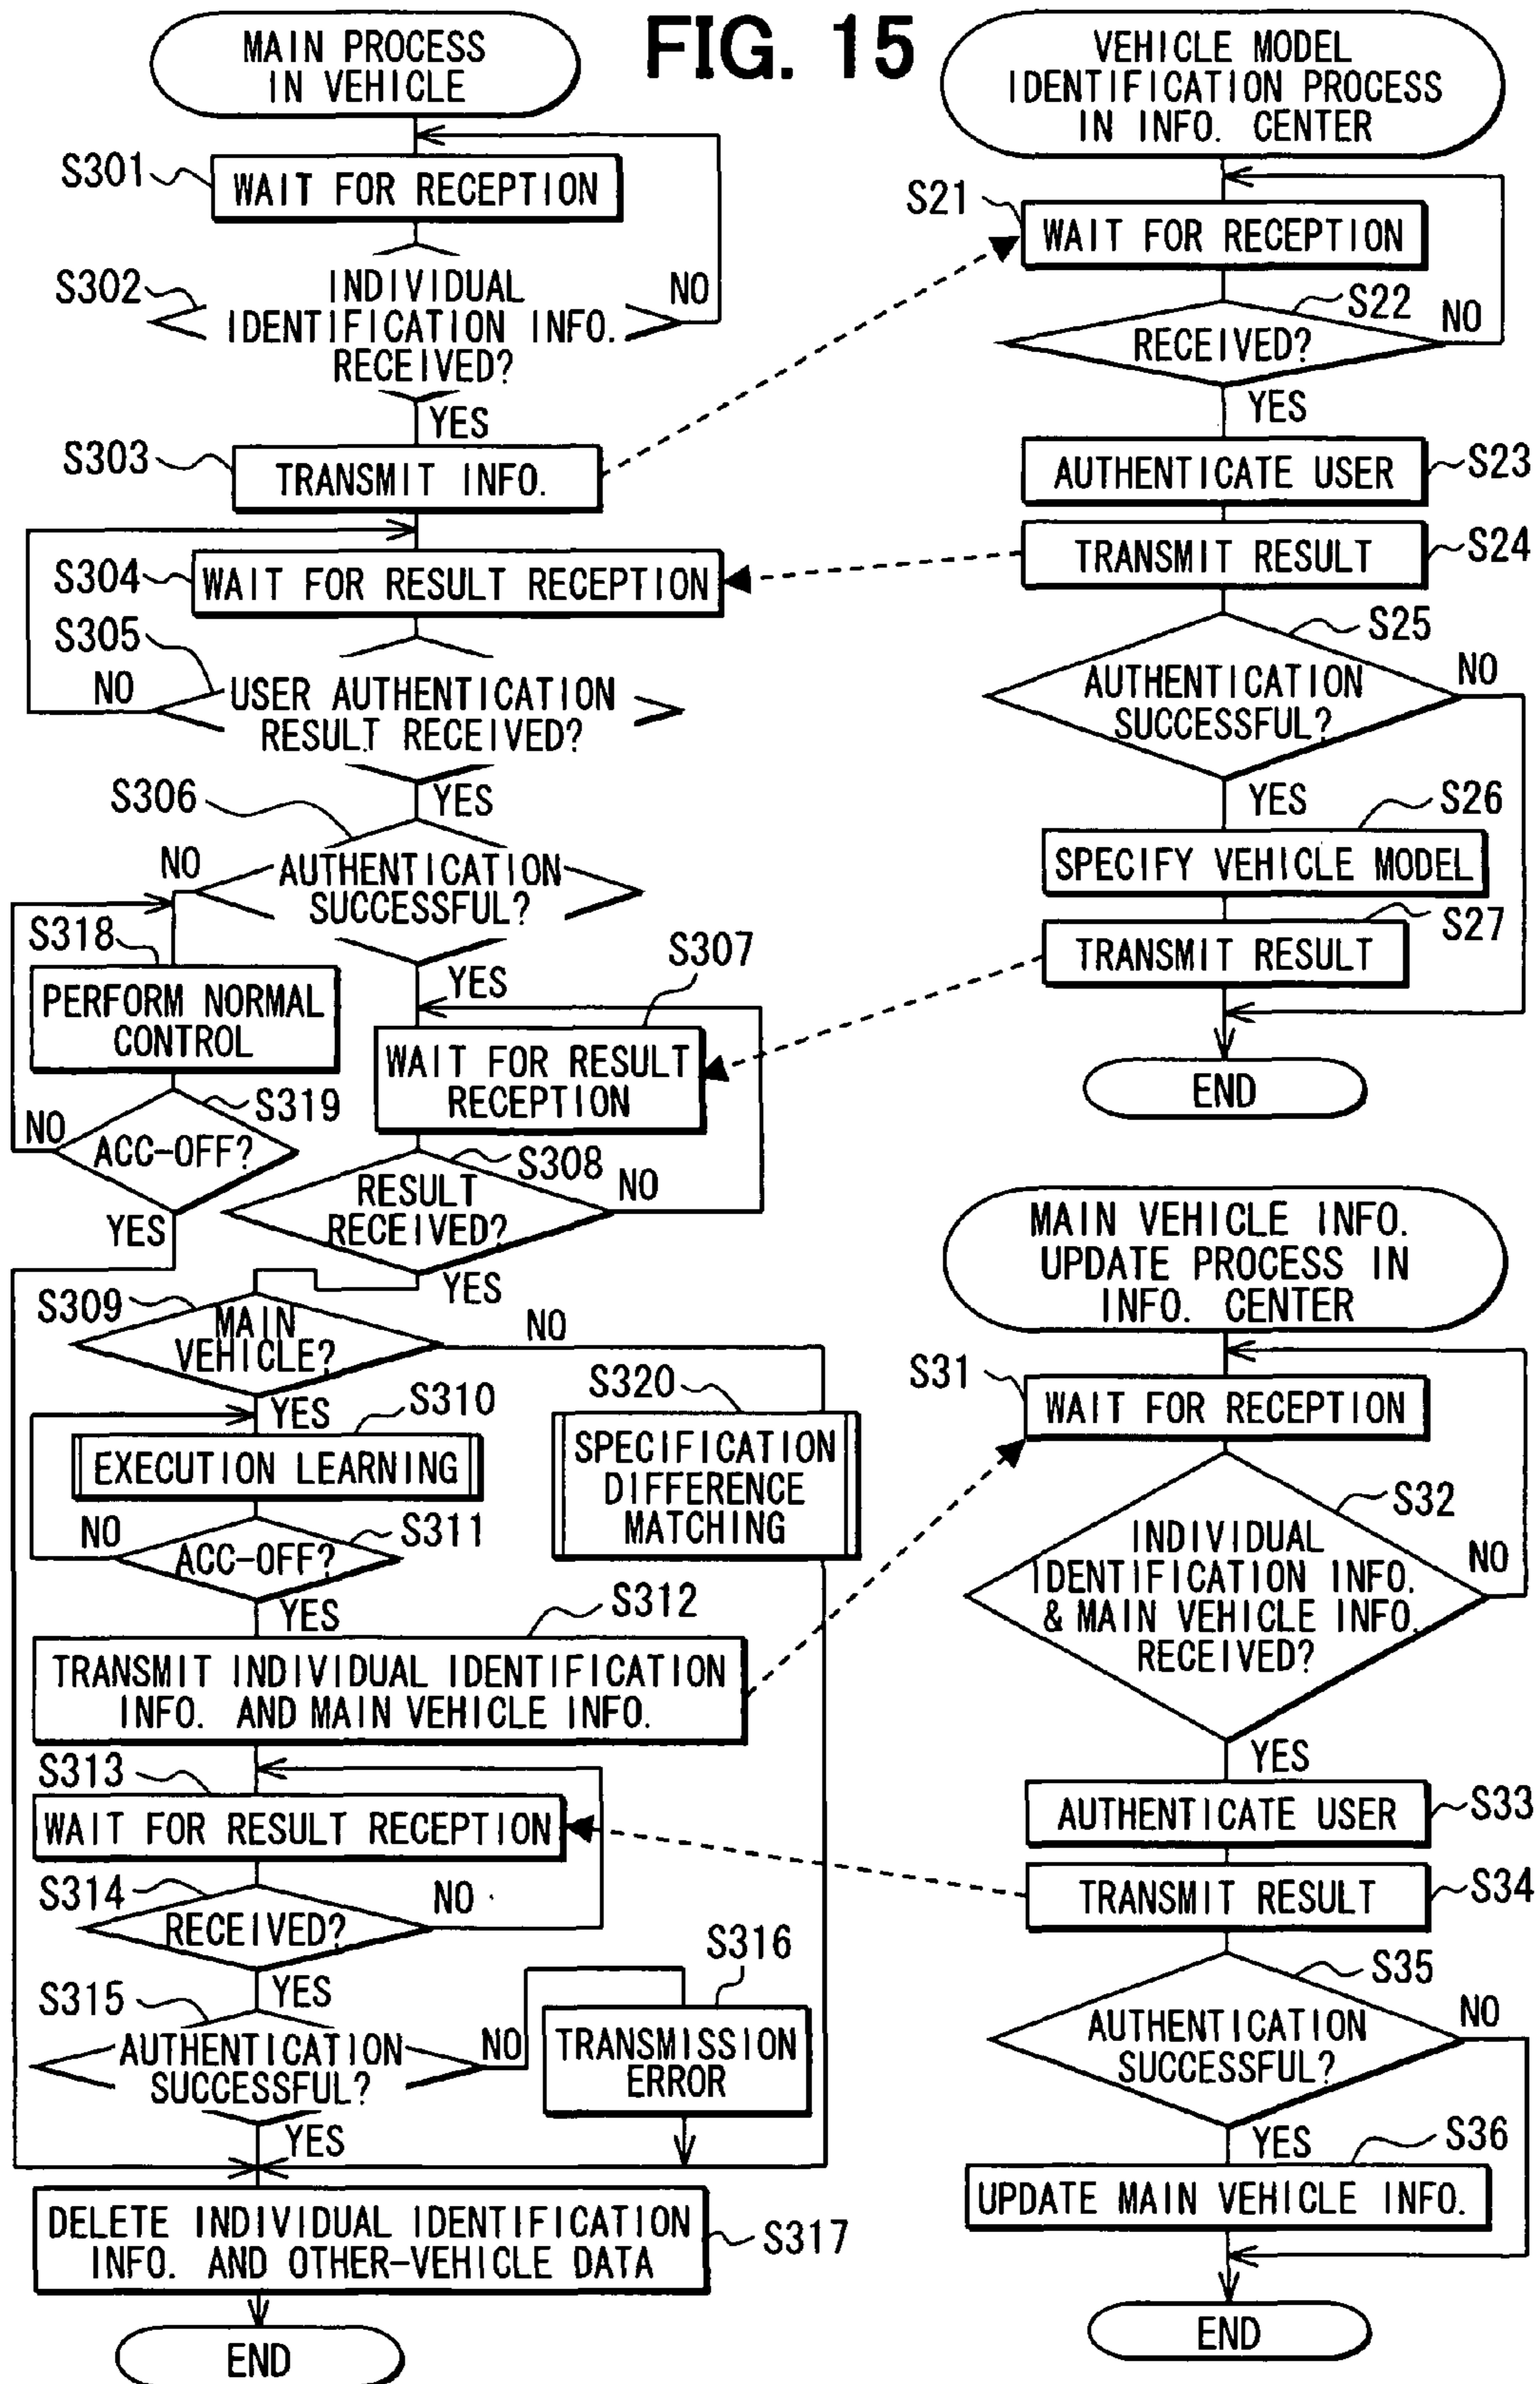 FIG. 15
MAIN PROCESS
IN VEHICLE
S301
WAIT FOR RECEPTION
S302
INDIVIDUAL
IDENTIFICATION INFO.
RECEIVED?
NO
YES
S303
TRANSMIT INFO.
S304
WAIT FOR RESULT RECEPTION
S305
NO
USER AUTHENTICATION
RESULT RECEIVED?
YES
S306
NO
AUTHENTICATION
SUCCESSFUL?
YES
S318
PERFORM NORMAL
CONTROL
S319
NO
ACC-OFF?
YES
S307
WAIT FOR RESULT
RECEPTION
S308
RESULT
RECEIVED?
NO
YES
S309
MAIN
VEHICLE?
NO
YES
S310
EXECUTION LEARNING
S311
NO
ACC-OFF?
YES
S320
SPECIFICATION
DIFFERENCE
MATCHING
S312
TRANSMIT INDIVIDUAL IDENTIFICATION
INFO. AND MAIN VEHICLE INFO.
S313
WAIT FOR RESULT RECEPTION
S314
RECEIVED?
NO
YES
S315
AUTHENTICATION
SUCCESSFUL?
NO
YES
S316
TRANSMISSION
ERROR
DELETE INDIVIDUAL IDENTIFICATION
INFO. AND OTHER-VEHICLE DATA
S317
END
VEHICLE MODEL
IDENTIFICATION PROCESS
IN INFO. CENTER
S21
WAIT FOR RECEPTION
S22
RECEIVED?
NO
YES
AUTHENTICATE USER
S23
TRANSMIT RESULT
S24
S25
AUTHENTICATION
SUCCESSFUL?
NO
YES
S26
SPECIFY VEHICLE MODEL
S27
TRANSMIT RESULT
END
MAIN VEHICLE INFO.
UPDATE PROCESS IN
INFO. CENTER
S31
WAIT FOR RECEPTION
S32
INDIVIDUAL
IDENTIFICATION INFO.
& MAIN VEHICLE INFO.
RECEIVED?
NO
YES
AUTHENTICATE USER
S33
TRANSMIT RESULT
S34
S35
AUTHENTICATION
SUCCESSFUL?
NO
YES
S36
UPDATE MAIN VEHICLE INFO.
END